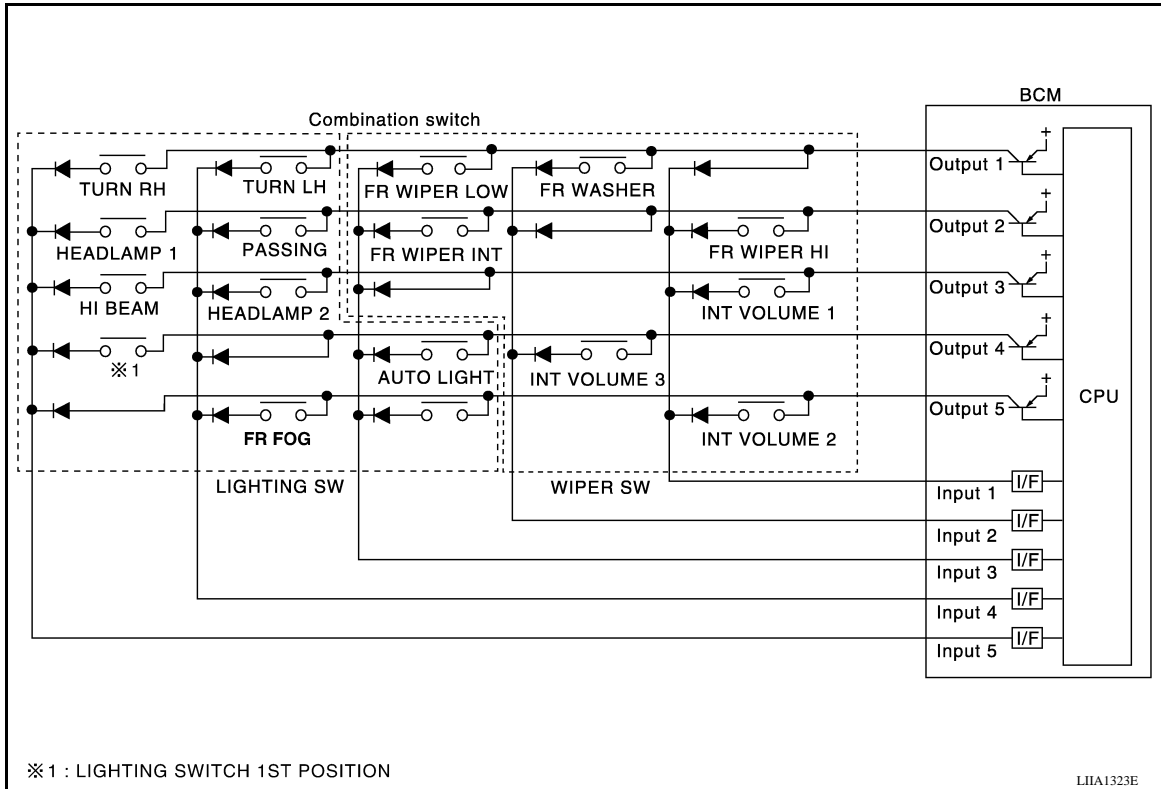 BCM
Combination switch
+
Output 1
TURN RH
TURN LH
FR WIPER LOW
FR WASHER
+
Output 2
HEADLAMP 1
PASSING
FR WIPER INT
FR WIPER HI
+
Output 3
HI BEAM
HEADLAMP 2
INT VOLUME 1
+
Output 4
※1
AUTO LIGHT
INT VOLUME 3
+
CPU
Output 5
FR FOG
INT VOLUME 2
LIGHTING SW
WIPER SW
Input 1
I/F
Input 2
I/F
Input 3
I/F
Input 4
I/F
Input 5
I/F
※1 : LIGHTING SWITCH 1ST POSITION
LIIA1323E